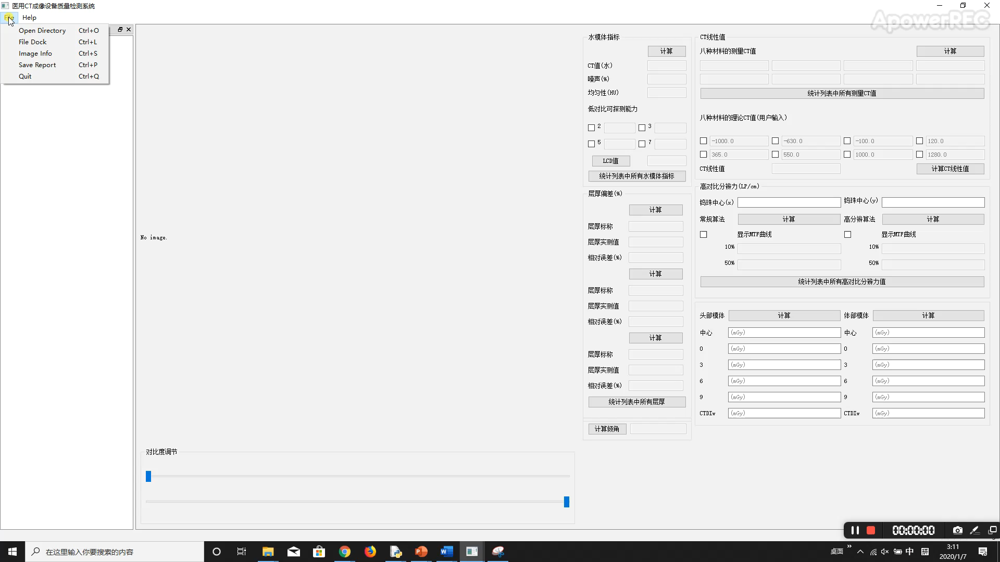 医用CT成像设备质量检测系统
File Help
ApowerREC
Open Directory Ctrl+O
File Dock Ctrl+L
Image Info Ctrl+S
Save Report Ctrl+P
Quit Ctrl+Q
No image.
对比度调节
水模体指标
计算
CT值(水)
噪声(%)
均匀性(HU)
低对比可探测能力
2 3
5 7
LCD值
统计列表中所有水模体指标
层厚偏差(%)
计算
层厚标称
层厚实测值
相对误差(%)
计算
层厚标称
层厚实测值
相对误差(%)
计算
层厚标称
层厚实测值
相对误差(%)
统计列表中所有层厚
计算倾角
CT线性值
八种材料的测量CT值 计算
统计列表中所有测量CT值
八种材料的理论CT值(用户输入)
-1000.0 -630.0 -100.0 120.0
365.0 550.0 1000.0 1280.0
CT线性值 计算CT线性值
高对比分辨力(LP/cm)
钨珠中心(x) 钨珠中心(y)
常规算法 计算 高分辨算法 计算
显示MTF曲线 显示MTF曲线
10% 10%
50% 50%
统计列表中所有高对比分辨力值
头部模体 计算 体部模体 计算
中心 (mGy) 中心 (mGy)
0 (mGy) 0 (mGy)
3 (mGy) 3 (mGy)
6 (mGy) 6 (mGy)
9 (mGy) 9 (mGy)
CTDIw (mGy) CTDIw (mGy)
00:00:00
在这里输入你要搜索的内容
桌面 » 中 拼 3:11
2020/1/7